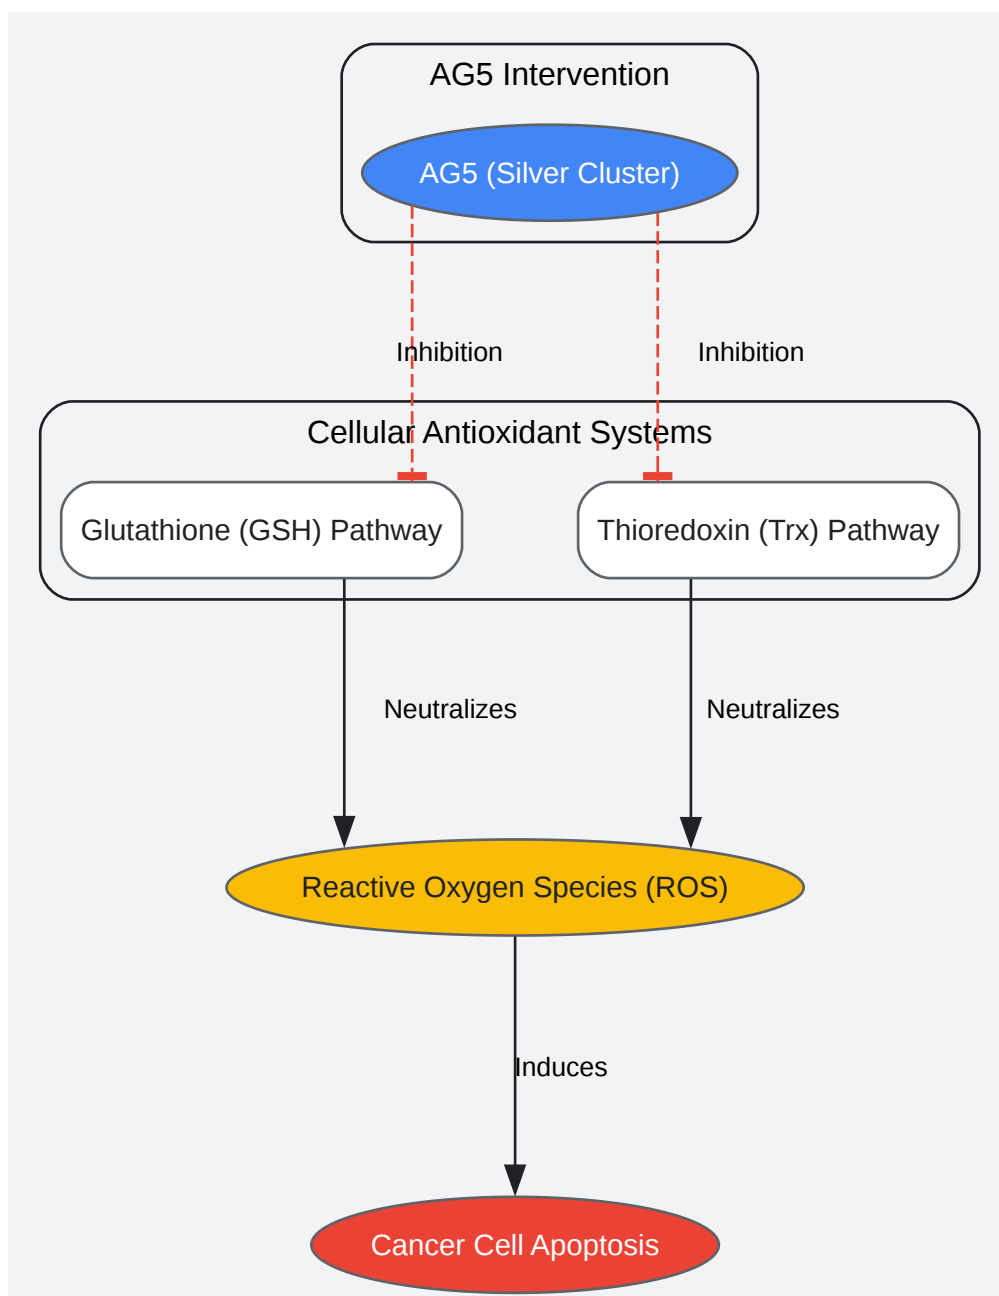 AG5 Intervention
AG5 (Silver Cluster)
Inhibition
Inhibition
Cellular Antioxidant Systems
Glutathione (GSH) Pathway
Thioredoxin (Trx) Pathway
Neutralizes
Neutralizes
Reactive Oxygen Species (ROS)
Induces
Cancer Cell Apoptosis